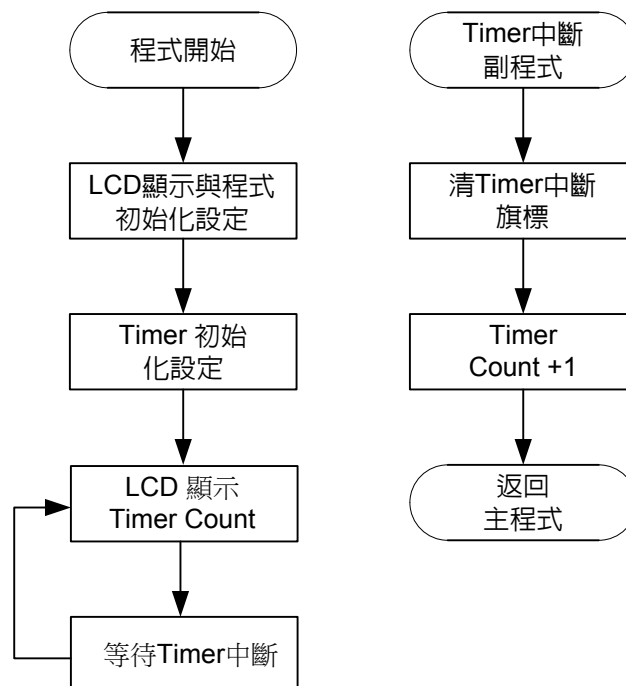 程式開始
LCD顯示與程式
初始化設定
Timer 初始
化設定
LCD 顯示
Timer Count
等待Timer中斷
Timer中斷
副程式
清Timer中斷
旗標
Timer
Count +1
返回
主程式